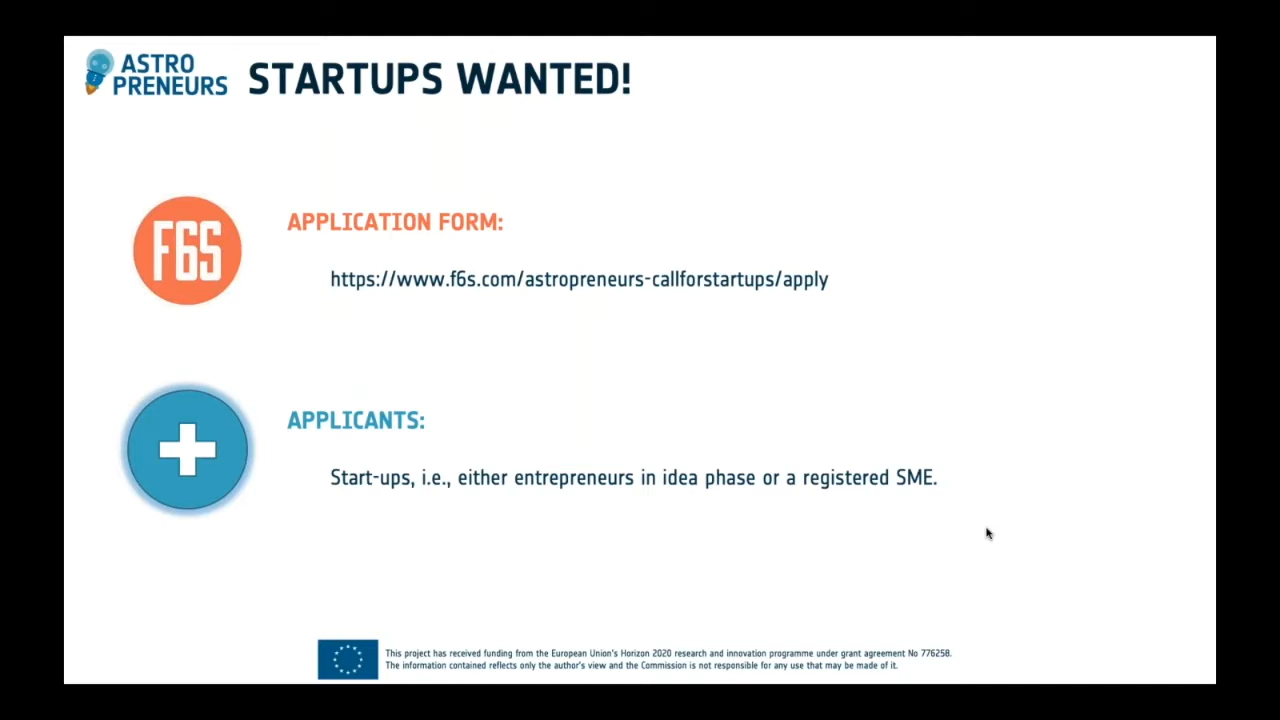 ASTRO
PRENEURS
STARTUPS WANTED!
F6S
APPLICATION FORM:
https://www.f6s.com/astropreneurs-callforstartups/apply
APPLICANTS:
Start-ups, i.e., either entrepreneurs in idea phase or a registered SME.
This project has received funding from the European Union's Horizon 2020 research and innovation programme under grant agreement No 776258.
The information contained reflects only the author's view and the Commission is not responsible for any use that may be made of it.